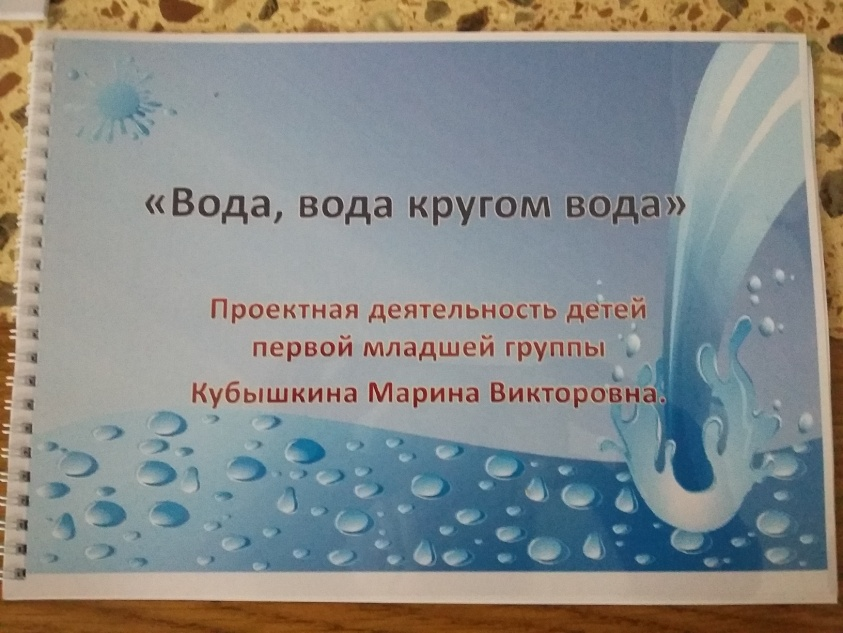 «Вода, вода кругом вода»
Проектная деятельность детей
первой младшей группы
Кубышкина Марина Викторовна.